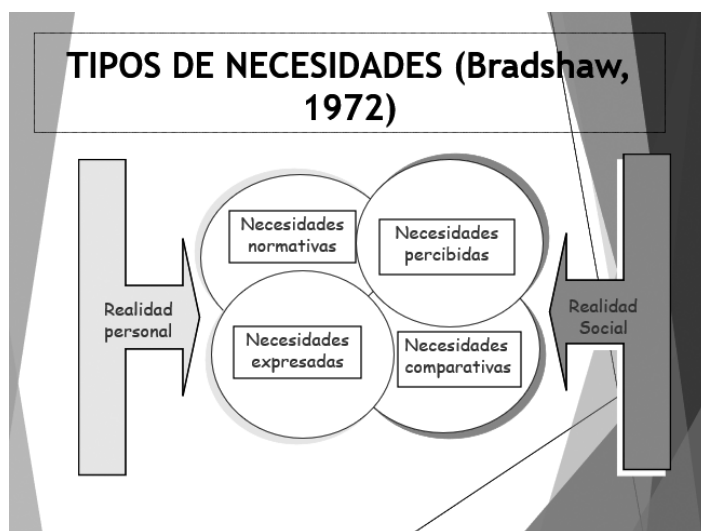 TIPOS DE NECESIDADES (Bradshaw,
1972)
Necesidades
normativas
Necesidades
percibidas
Realidad
personal
Realidad
Social
Necesidades
expresadas
Necesidades
comparativas